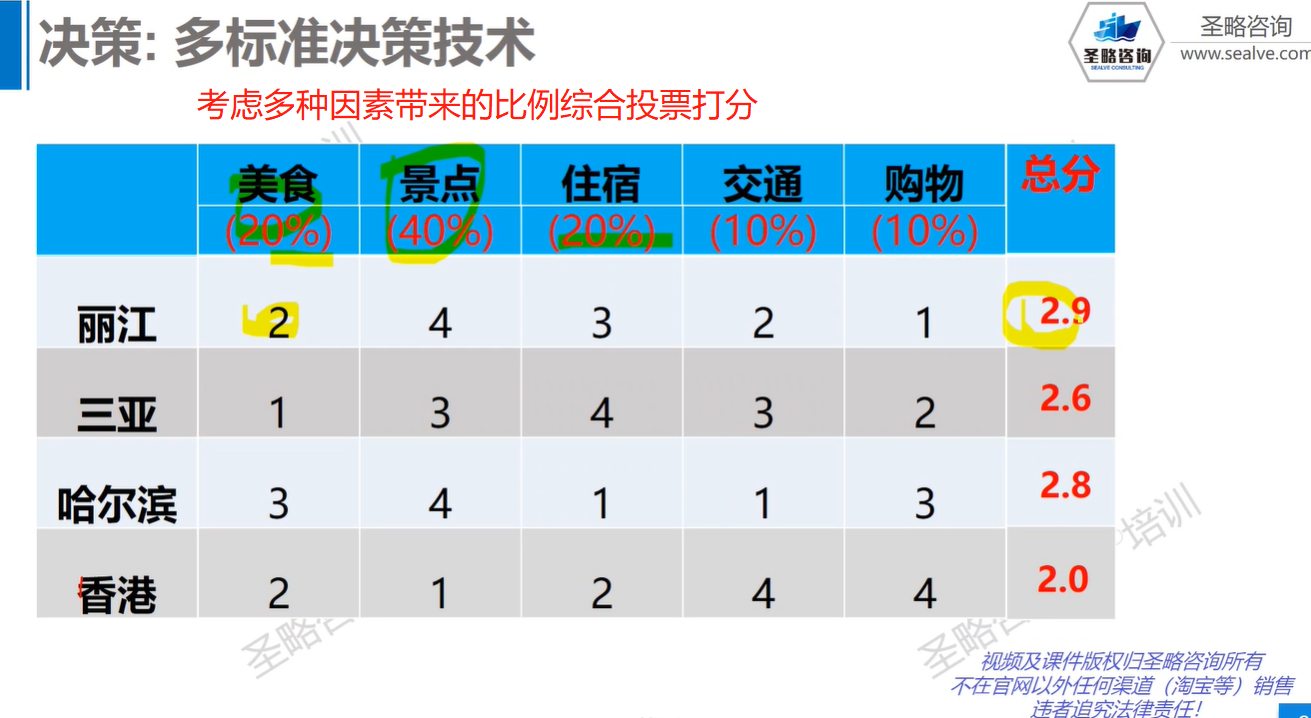 决策: 多标准决策技术
圣略咨询
SEALVE CONSULTING
圣略咨询
www.sealve.com
考虑多种因素带来的比例综合投票打分
美食 景点 住宿 交通 购物 总分
(20%) (40%) (20%) (10%) (10%)
丽江 2 4 3 2 1 2.9
三亚 1 3 4 3 2 2.6
哈尔滨 3 4 1 1 3 2.8
香港 2 1 2 4 4 2.0
培训
圣略咨
圣略咨
视频及课件版权归圣略咨询所有
不在官网以外任何渠道（淘宝等）销售
违者追究法律责任!